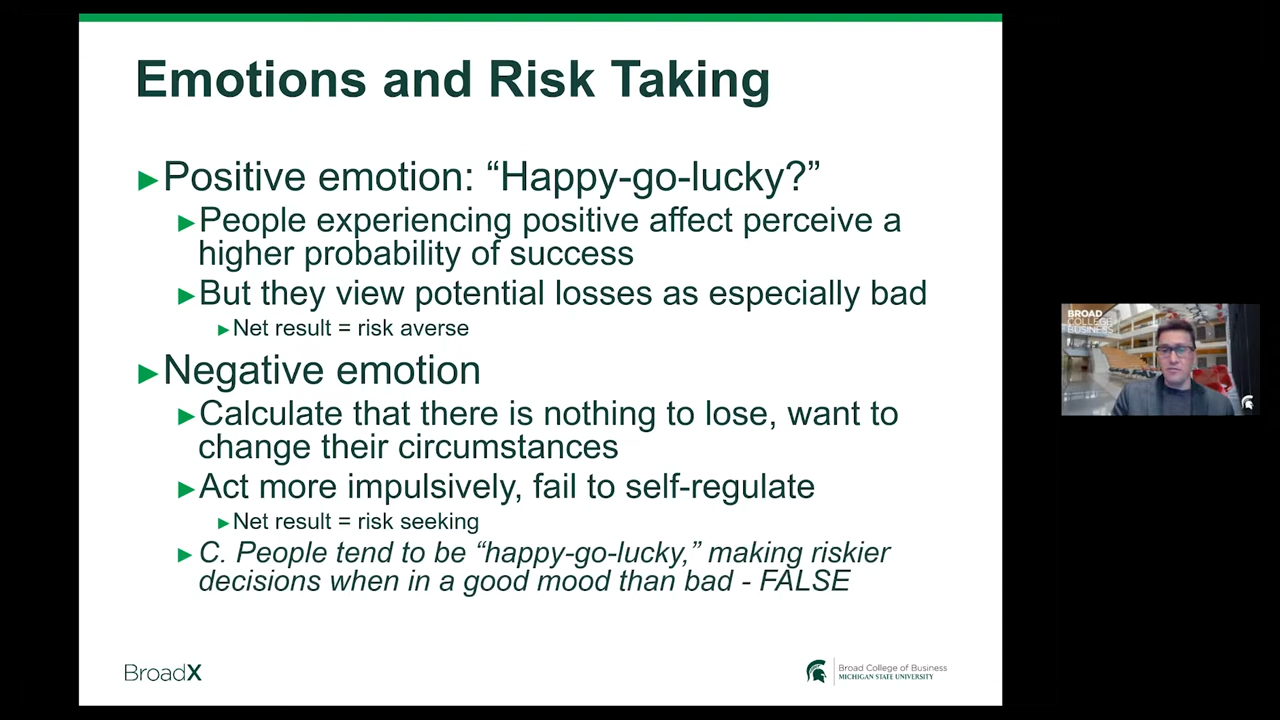 Emotions and Risk Taking
►Positive emotion: “Happy-go-lucky?”
►People experiencing positive affect perceive a
higher probability of success
►But they view potential losses as especially bad
►Net result = risk averse
►Negative emotion
►Calculate that there is nothing to lose, want to
change their circumstances
►Act more impulsively, fail to self-regulate
►Net result = risk seeking
►C. People tend to be “happy-go-lucky,” making riskier
decisions when in a good mood than bad - FALSE
BroadX
Broad College of Business
MICHIGAN STATE UNIVERSITY
BROAD
COLLEGE
BUSINESS